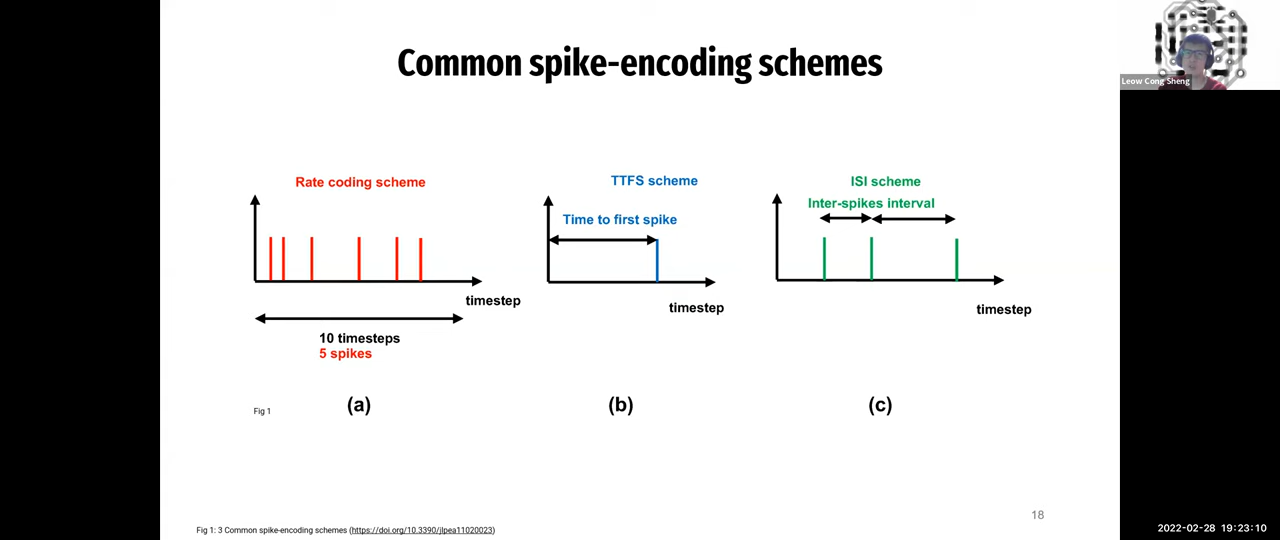 Common spike-encoding schemes
Leow Cong Sheng
Rate coding scheme
timestep
10 timesteps
5 spikes
(a)
Fig 1
TTFS scheme
Time to first spike
timestep
(b)
ISI scheme
Inter-spikes interval
timestep
(c)
18
Fig 1: 3 Common spike-encoding schemes (https://doi.org/10.3390/jlpea11020023)
2022-02-28 19:23:10